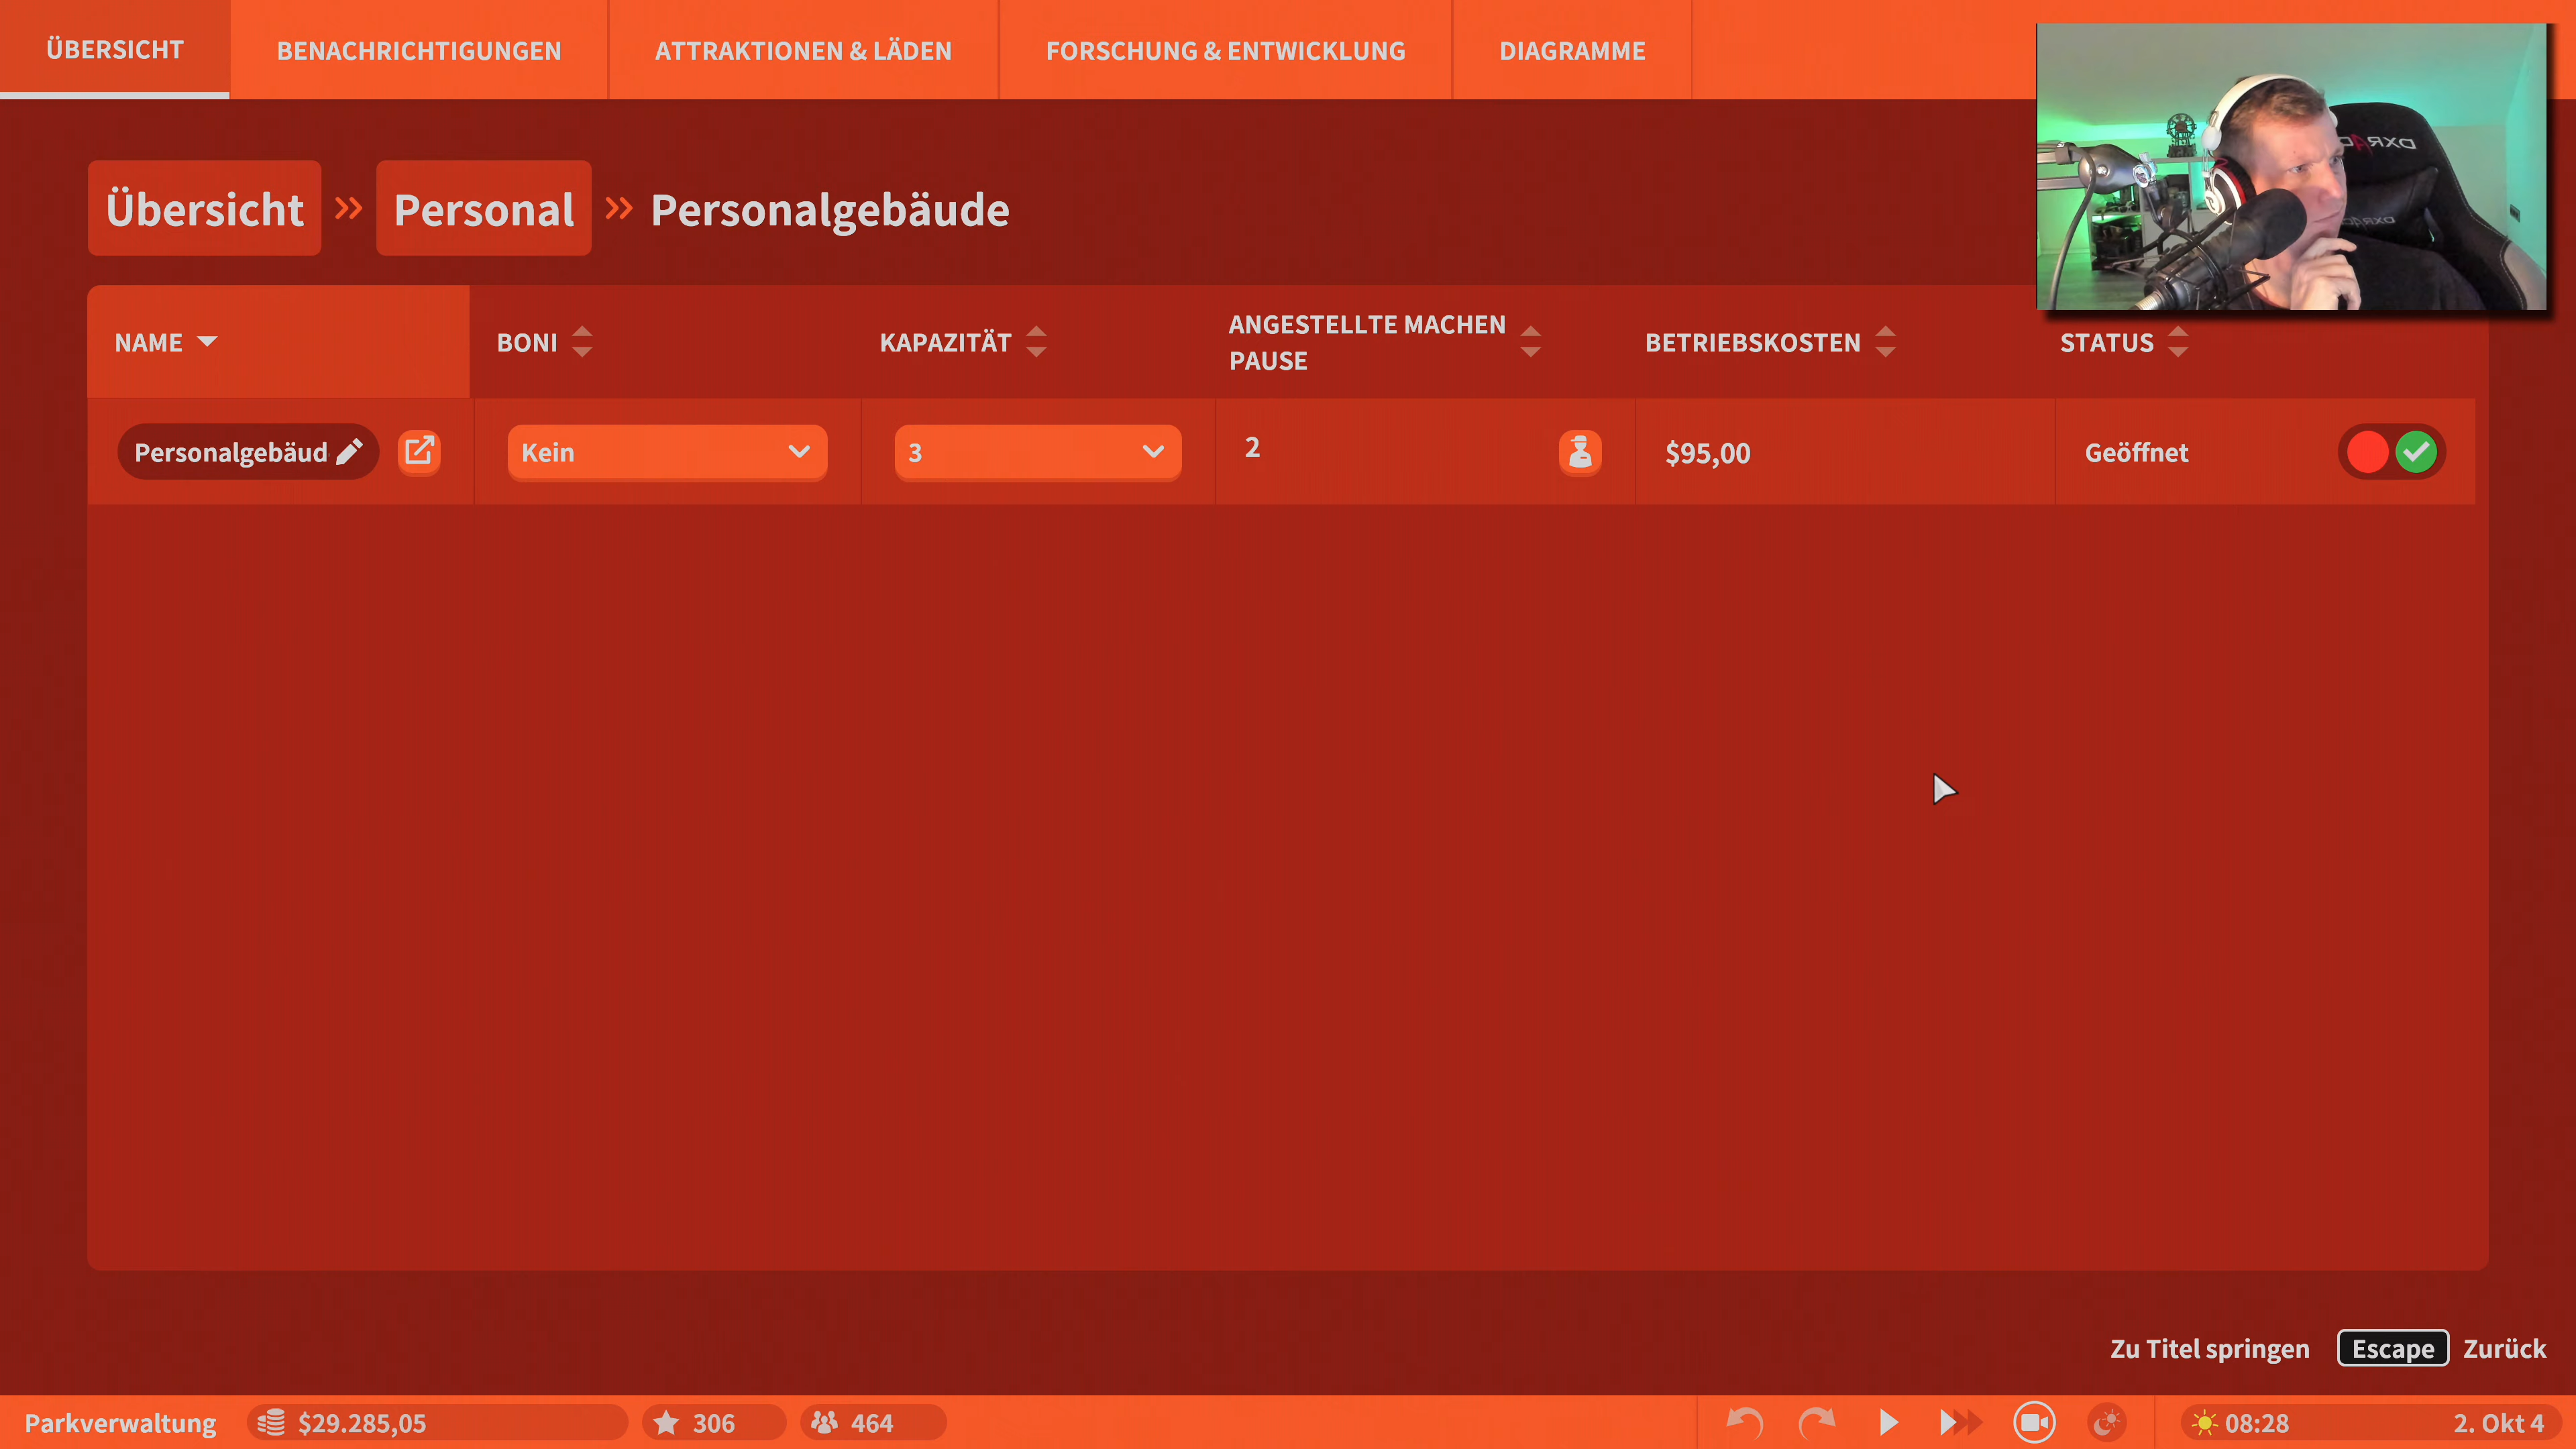 ÜBERSICHT
BENACHRICHTIGUNGEN
ATTRAKTIONEN & LÄDEN
FORSCHUNG & ENTWICKLUNG
DIAGRAMME
Übersicht » Personal » Personalgebäude
NAME
BONI
KAPAZITÄT
ANGESTELLTE MACHEN
PAUSE
BETRIEBSKOSTEN
STATUS
Personalgebäud
Kein
3
2
$95,00
Geöffnet
Zu Titel springen
Escape
Zurück
Parkverwaltung
$29.285,05
306
464
08:28
2. Okt 4